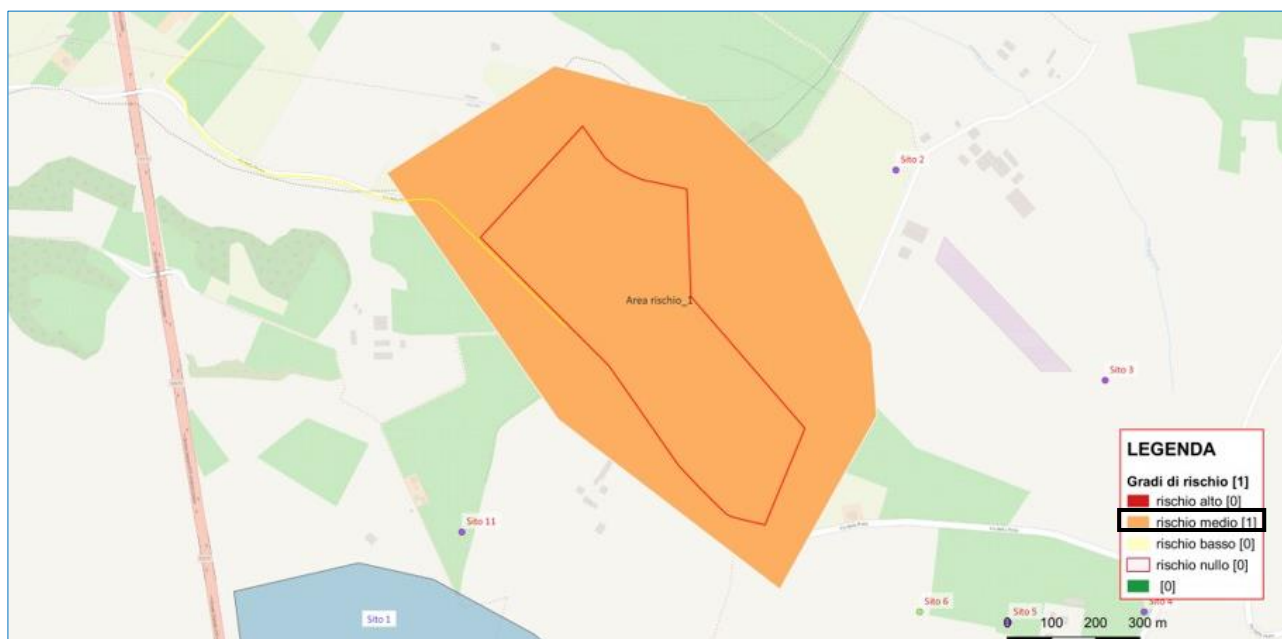 Sito 2
Area rischio_1
Sito 3
Sito 11
Sito 1
Sito 6
Sito 5
Sito 4
LEGENDA
Gradi di rischio [1]
rischio alto [0]
rischio medio [1]
rischio basso [0]
rischio nullo [0]
[0]
0 100 200 300 m